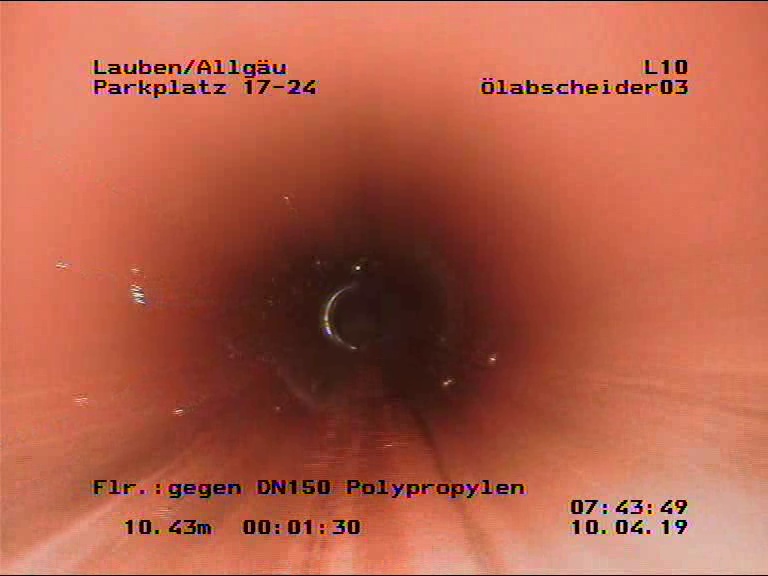 Lauben/Allgäu
L10
Parkplatz 17-24
Ölabscheider03
Flr.:gegen DN150 Polypropylen
07:43:49
10.43m 00:01:30
10.04.19